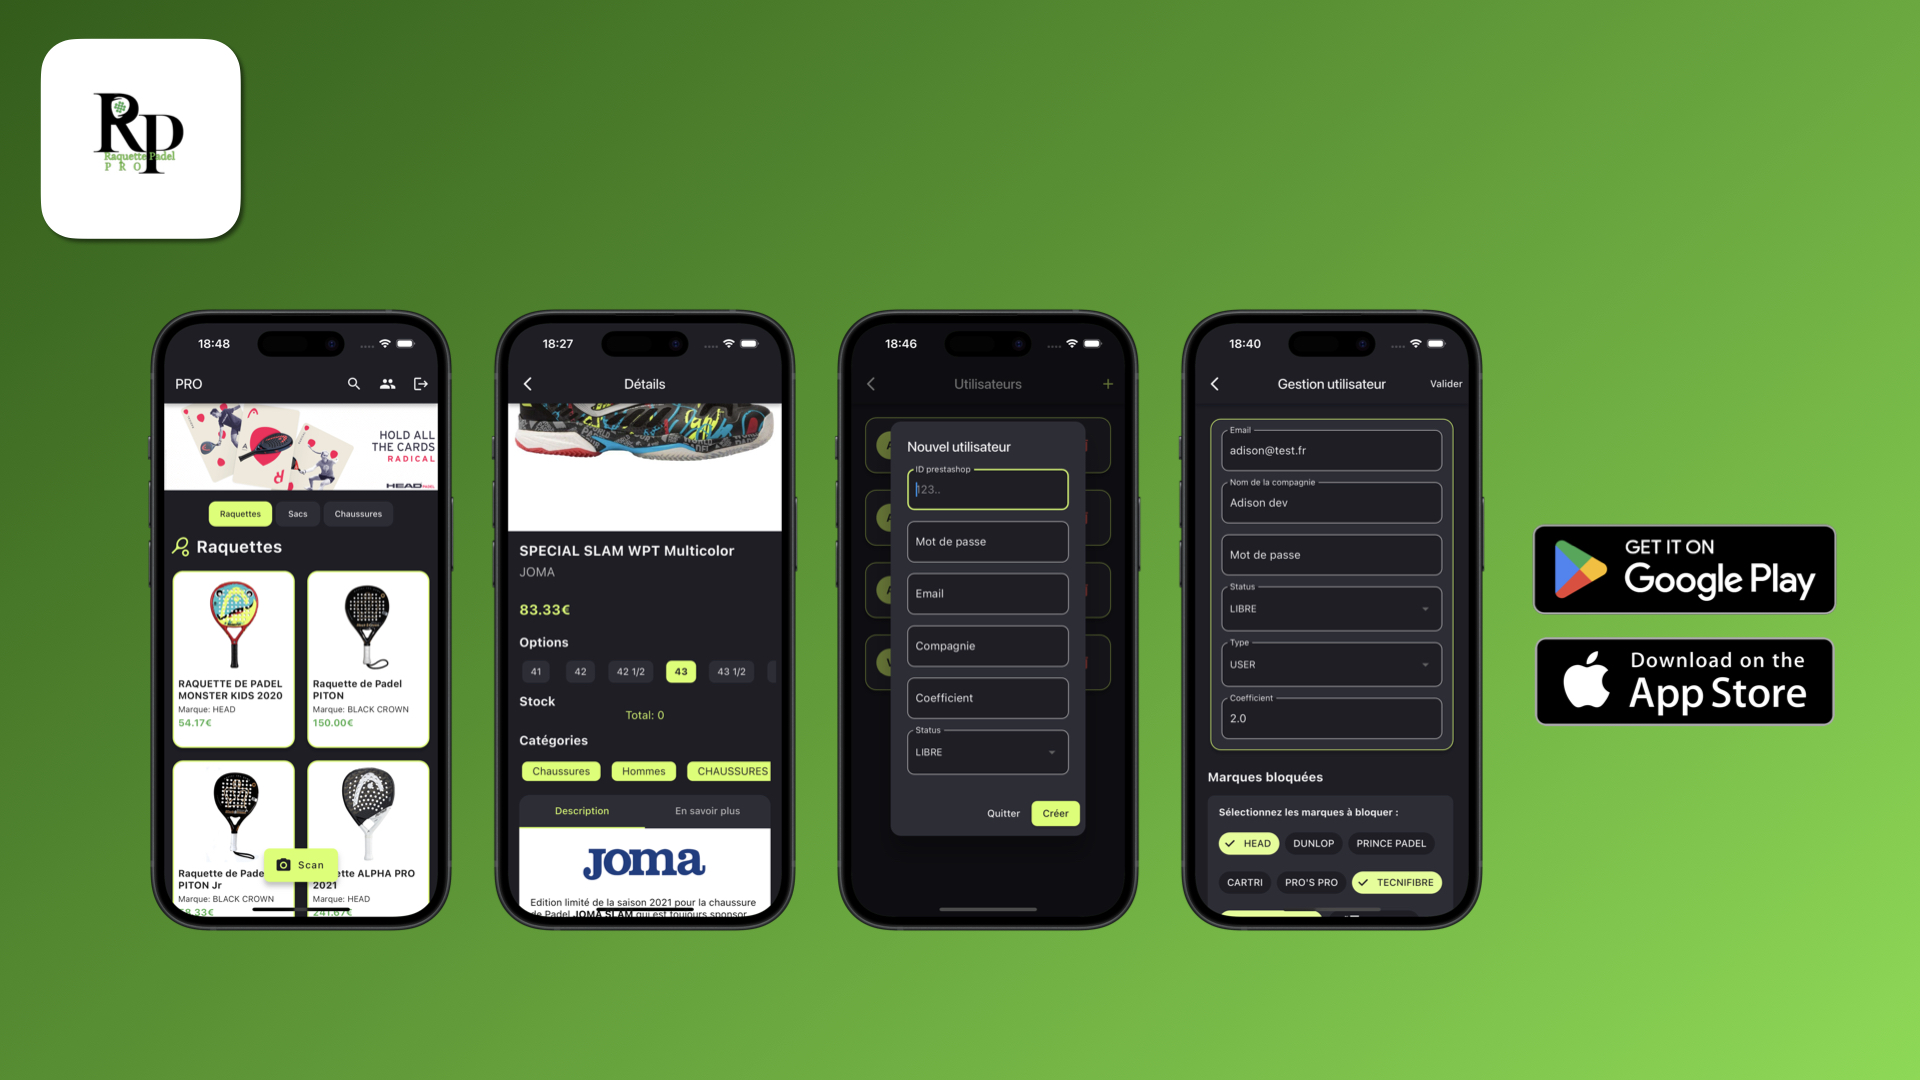 RP
Raquette Padel
PRO
18:48
PRO
HOLD ALL
THE CARDS
RADICAL
HEAD
Raquettes
Sacs
Chaussures
Raquettes
RAQUETTE DE PADEL
MONSTER KIDS 2020
Marque: HEAD
54.17€
Raquette de Padel
PITON
Marque: BLACK CROWN
150.00€
Raquette de Pade
PITON Jr
Marque: BLACK CROWN
8.33€
ette ALPHA PRO
2021
Marque: HEAD
241.67€
Scan
18:27
Détails
SPECIAL SLAM WPT Multicolor
JOMA
83.33€
Options
41
42
42 1/2
43
43 1/2
Stock
Total: 0
Catégories
Chaussures
Hommes
CHAUSSURES
Description
En savoir plus
Joma
Edition limité de la saison 2021 pour la chaussure
de Padel JOMA SLAM qui est toujours sponsor
18:46
Utilisateurs
+
Nouvel utilisateur
ID prestashop
123..
Mot de passe
Email
Compagnie
Coefficient
Status
LIBRE
Quitter
Créer
18:40
Gestion utilisateur
Valider
Email
adison@test.fr
Nom de la compagnie
Adison dev
Mot de passe
Status
LIBRE
Type
USER
Coefficient
2.0
Marques bloquées
Sélectionnez les marques à bloquer :
HEAD
DUNLOP
PRINCE PADEL
CARTRI
PRO'S PRO
TECNIFIBRE
GET IT ON
Google Play
Download on the
App Store